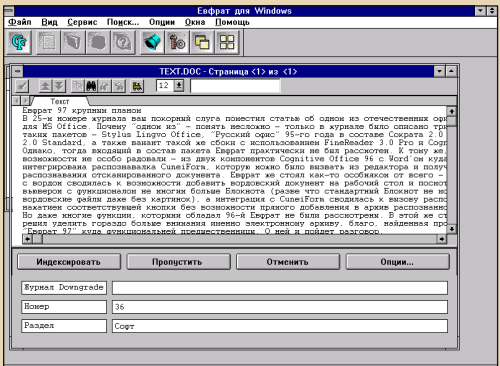 Евфрат для Windows
Файл Вид Сервис Поиск... Опции Окна Помощь
TEXT.DOC - Страница <1> из <1>
12
Текст
Евфрат 97 крупным планом
В 25-м номере журнала ваш покорный слуга поместил статью об одном из отечественных
для MS Office. Почему "одном из" - понять несложно - только в журнале было описано
таких пакетов - Stylus Lingvo Office, "Русский офис" 95-го года в составе Сократа 2.0
2.0 Standard, а также вариант такой же сбоки с использованием FineReader 3.0 Pro и
Однако, тогда входящий в состав пакета Евфрат практически не был рассмотрен. К тому же,
возможности не особо радовали - из двух компонентов Cognitive Office 96 с Word'ом
интегрирована распознавалка CuneiForm, которую можно было вызвать из редактора и
распознавания отсканированного документа. Евфрат же стоял как-то особняком от всего -
с вордом сводилась к возможности добавить вордовский документ на рабочий стол и
вьювером с функционалом не многим больше Блокнота (разве что стандартный Блокнот не
вордовские файлы даже без картинок), а интеграция с CuneiForm сводилась к вызову
нажатием соответствующей кнопки без возможности прямого добавления в архив
Но даже многие функции, которыми обладал 96-й Евфрат не были рассмотрены. В этой же
решил уделить гораздо больше внимания именно электронному архиву, благо, найденная
"Евфрат 97" куда функциональней предшественницы. О ней и пойдет разговор.
Индексировать Пропустить Отменить Опции...
Журнал Downgrade
Номер 36
Раздел Софт